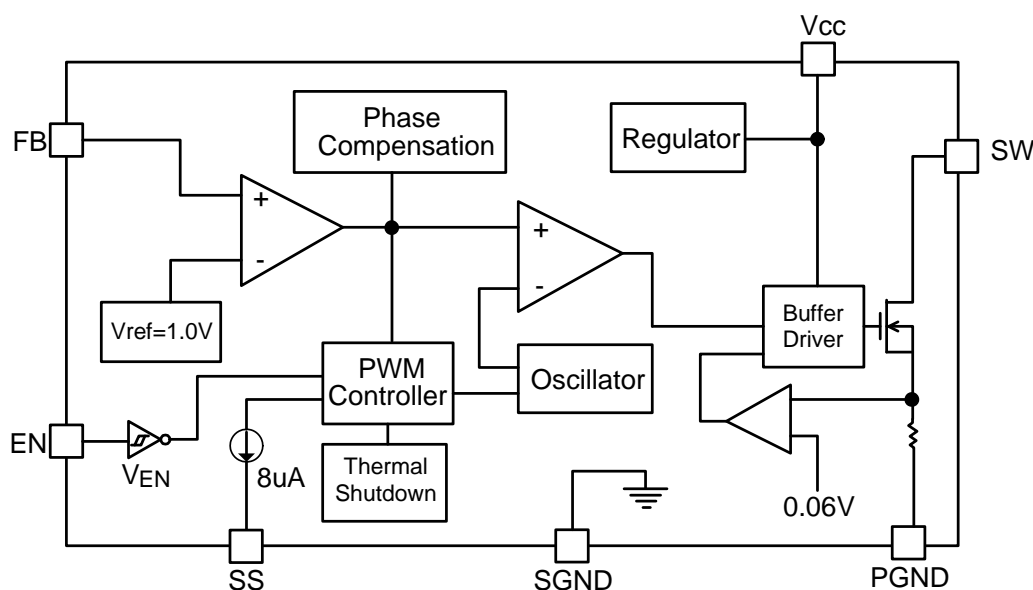 Vcc
FB
Phase
Compensation
Regulator
SW
+
-
+
-
Vref=1.0V
Buffer
Driver
PWM
Controller
Oscillator
EN
VEN
8uA
Thermal
Shutdown
0.06V
SS
SGND
PGND